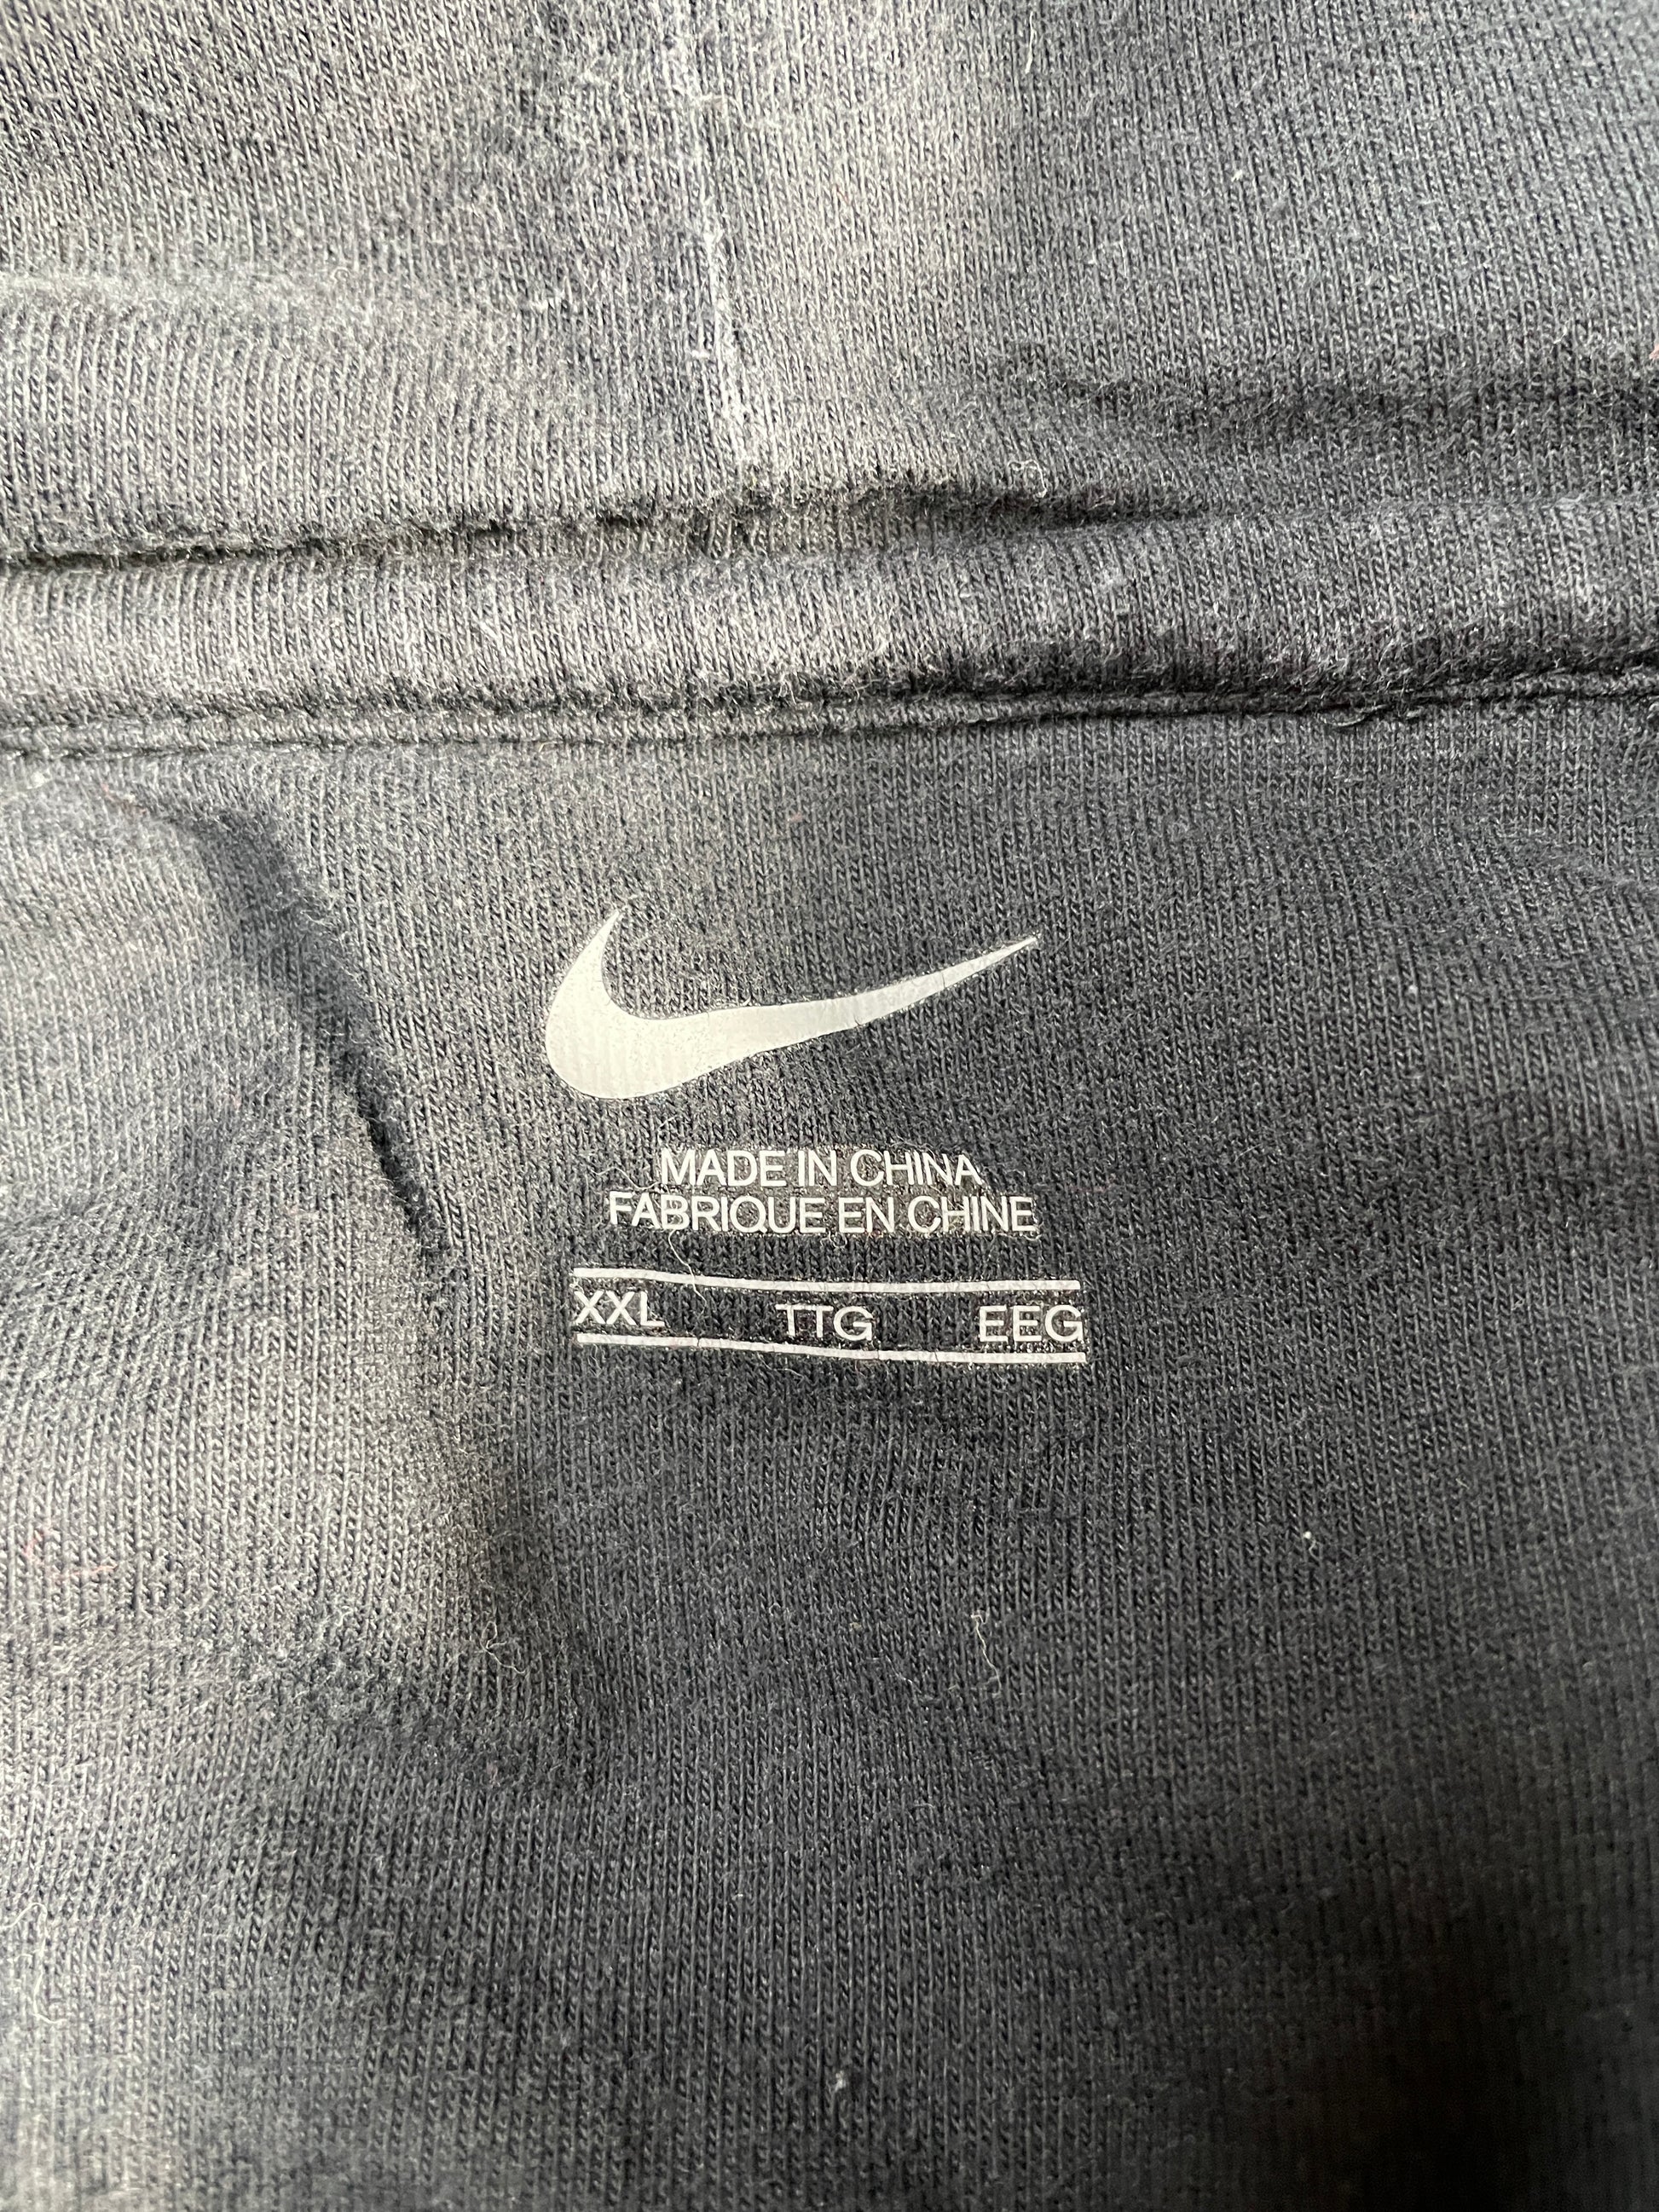 MADE IN CHINA
FABRIQUE EN CHINE
XXL TTG EEG